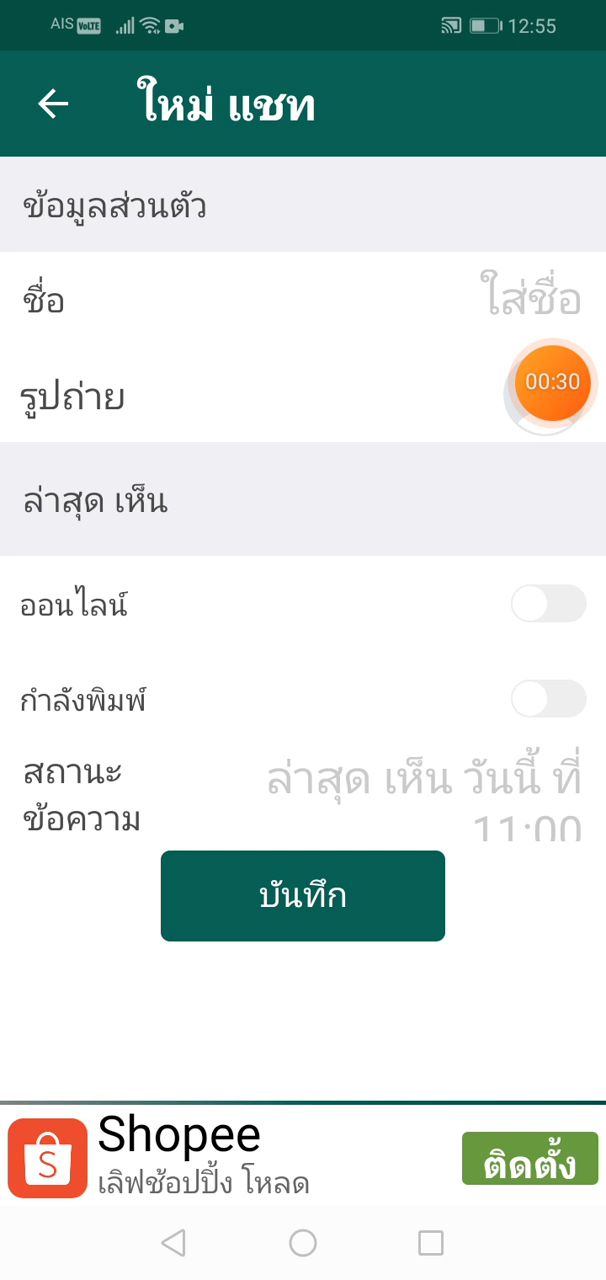 AIS VoLTE 12:55
ใหม่ แชท
ข้อมูลส่วนตัว
ชื่อ ใส่ชื่อ
รูปถ่าย 00:30
ล่าสุด เห็น
ออนไลน์
กำลังพิมพ์
สถานะ ล่าสุด เห็น วันนี้ ที่
ข้อความ 11:00
บันทึก
Shopee
เลิฟช้อปปิ้ง โหลด ติดตั้ง